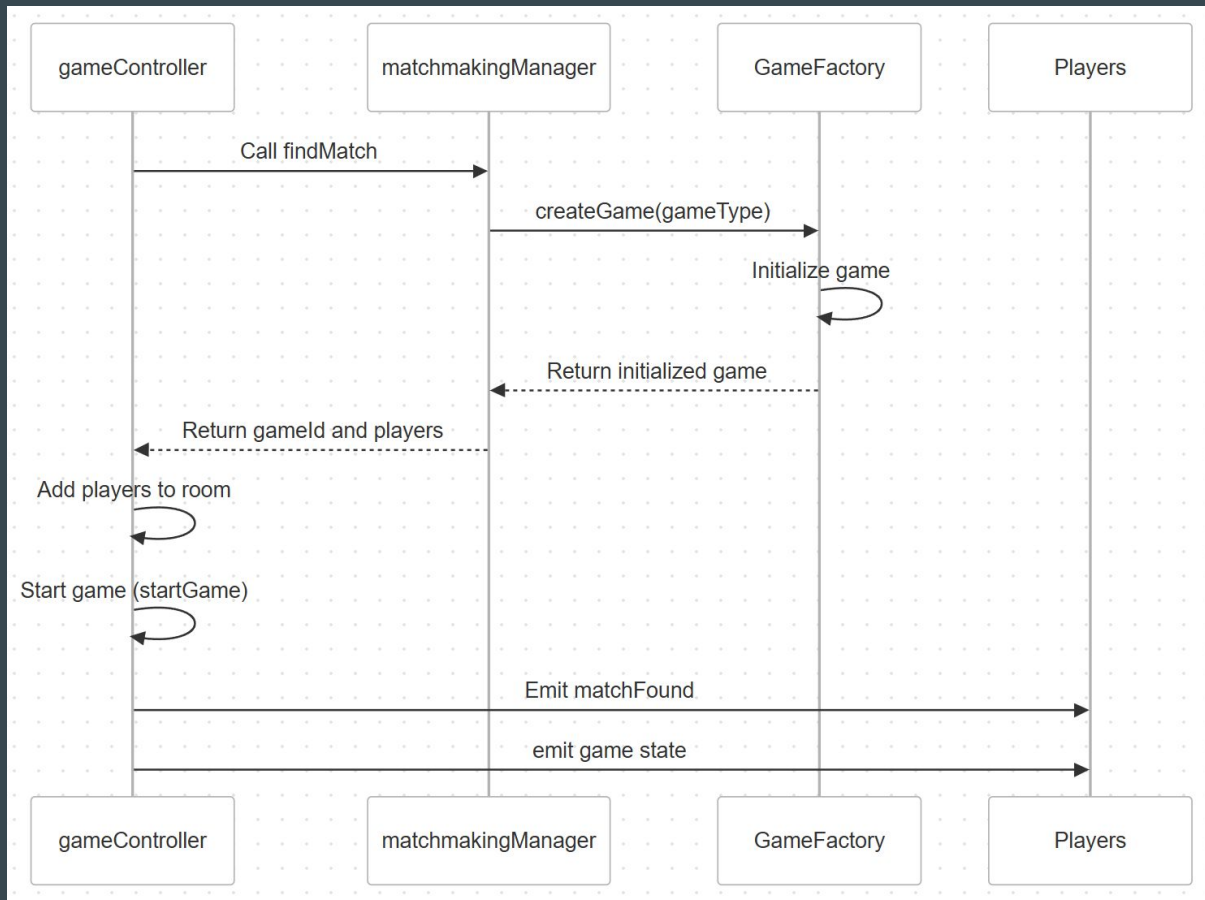 gameController
matchmakingManager
GameFactory
Players
Call findMatch
createGame(gameType)
Initialize game
Return initialized game
Return gameId and players
Add players to room
Start game (startGame)
Emit matchFound
emit game state
gameController
matchmakingManager
GameFactory
Players